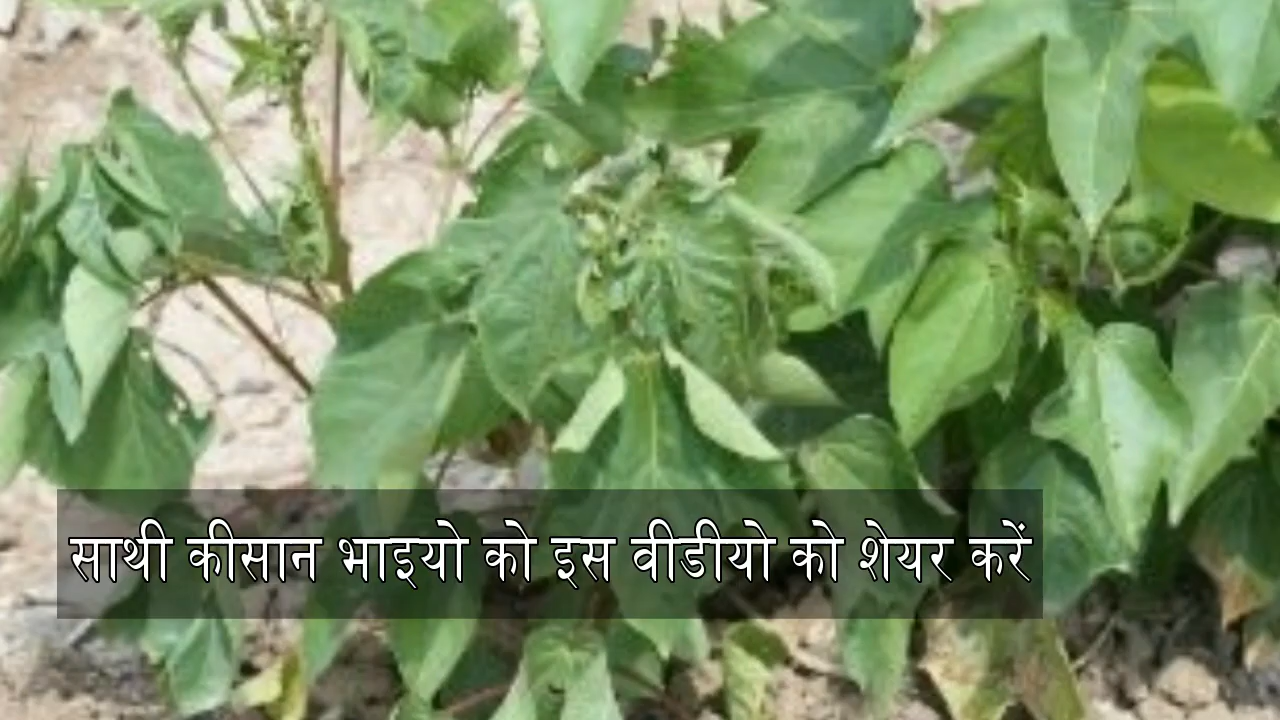 साथी कीसान भाइयो को इस वीडीयो को शेयर करें